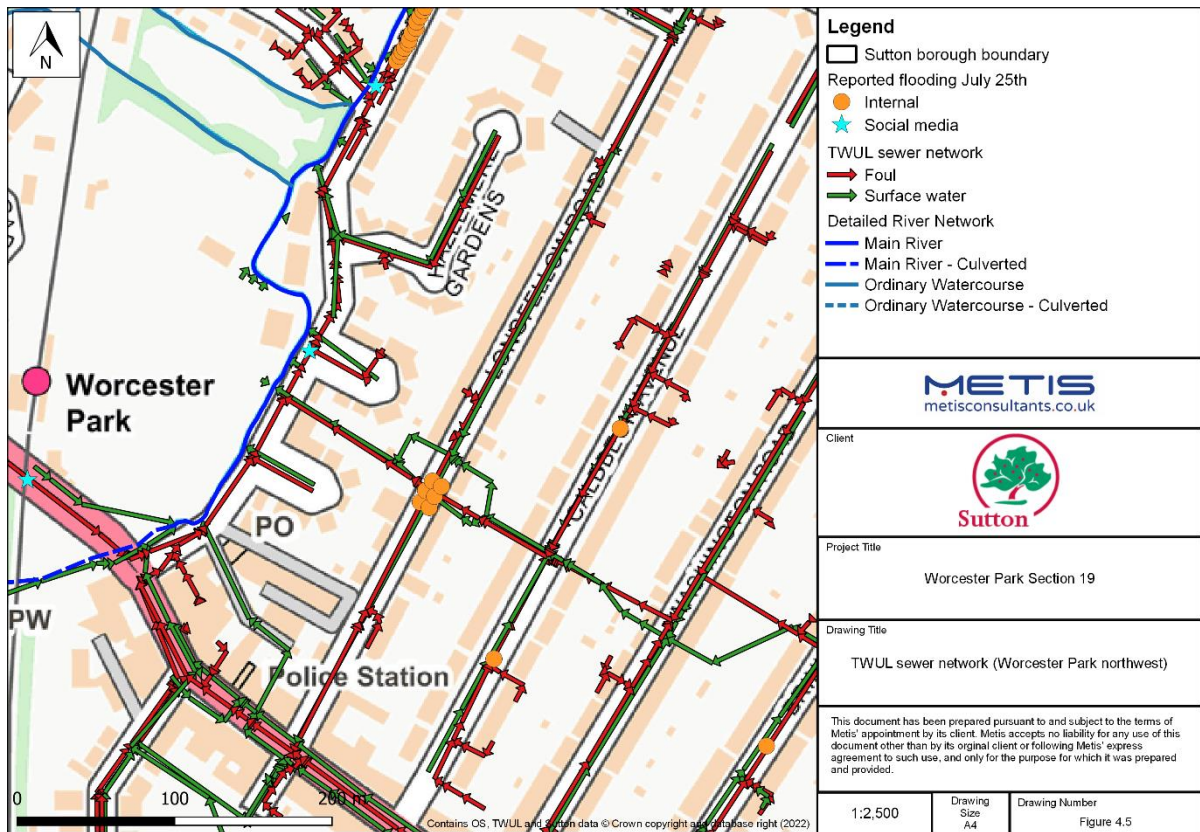 N
HAZELMERE
GARDENS
LONGFELLOW ROAD
CALDBECK AVENUE
WASHINGTON ROAD
Worcester
Park
PO
PW
Police Station
0 100 200 m
Contains OS, TWUL and Sutton data © Crown copyright and database right (2022)
Legend
Sutton borough boundary
Reported flooding July 25th
Internal
Social media
TWUL sewer network
Foul
Surface water
Detailed River Network
Main River
Main River - Culverted
Ordinary Watercourse
Ordinary Watercourse - Culverted
METIS
metisconsultants.co.uk
Client
Sutton
Project Title
Worcester Park Section 19
Drawing Title
TWUL sewer network (Worcester Park northwest)
This document has been prepared pursuant to and subject to the terms of
Metis' appointment by its client. Metis accepts no liability for any use of this
document other than by its orginal client or following Metis' express
agreement to such use, and only for the purpose for which it was prepared
and provided.
1:2,500
Drawing
Size
A4
Drawing Number
Figure 4.5